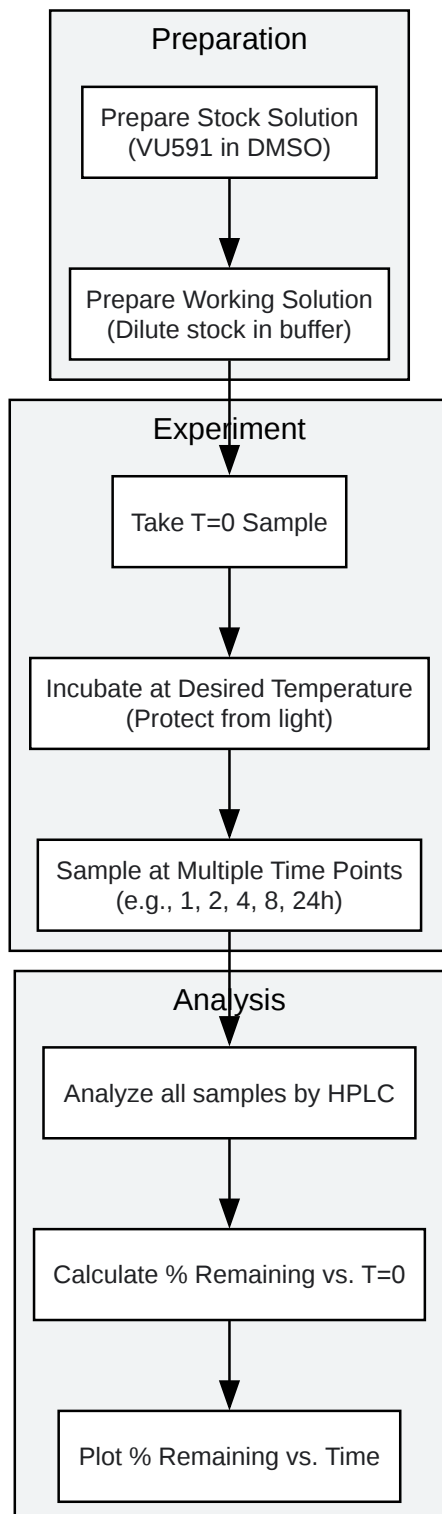 Preparation
Prepare Stock Solution
(VU591 in DMSO)
Prepare Working Solution
(Dilute stock in buffer)
Experiment
Take T=0 Sample
Incubate at Desired Temperature
(Protect from light)
Sample at Multiple Time Points
(e.g., 1, 2, 4, 8, 24h)
Analysis
Analyze all samples by HPLC
Calculate % Remaining vs. T=0
Plot % Remaining vs. Time